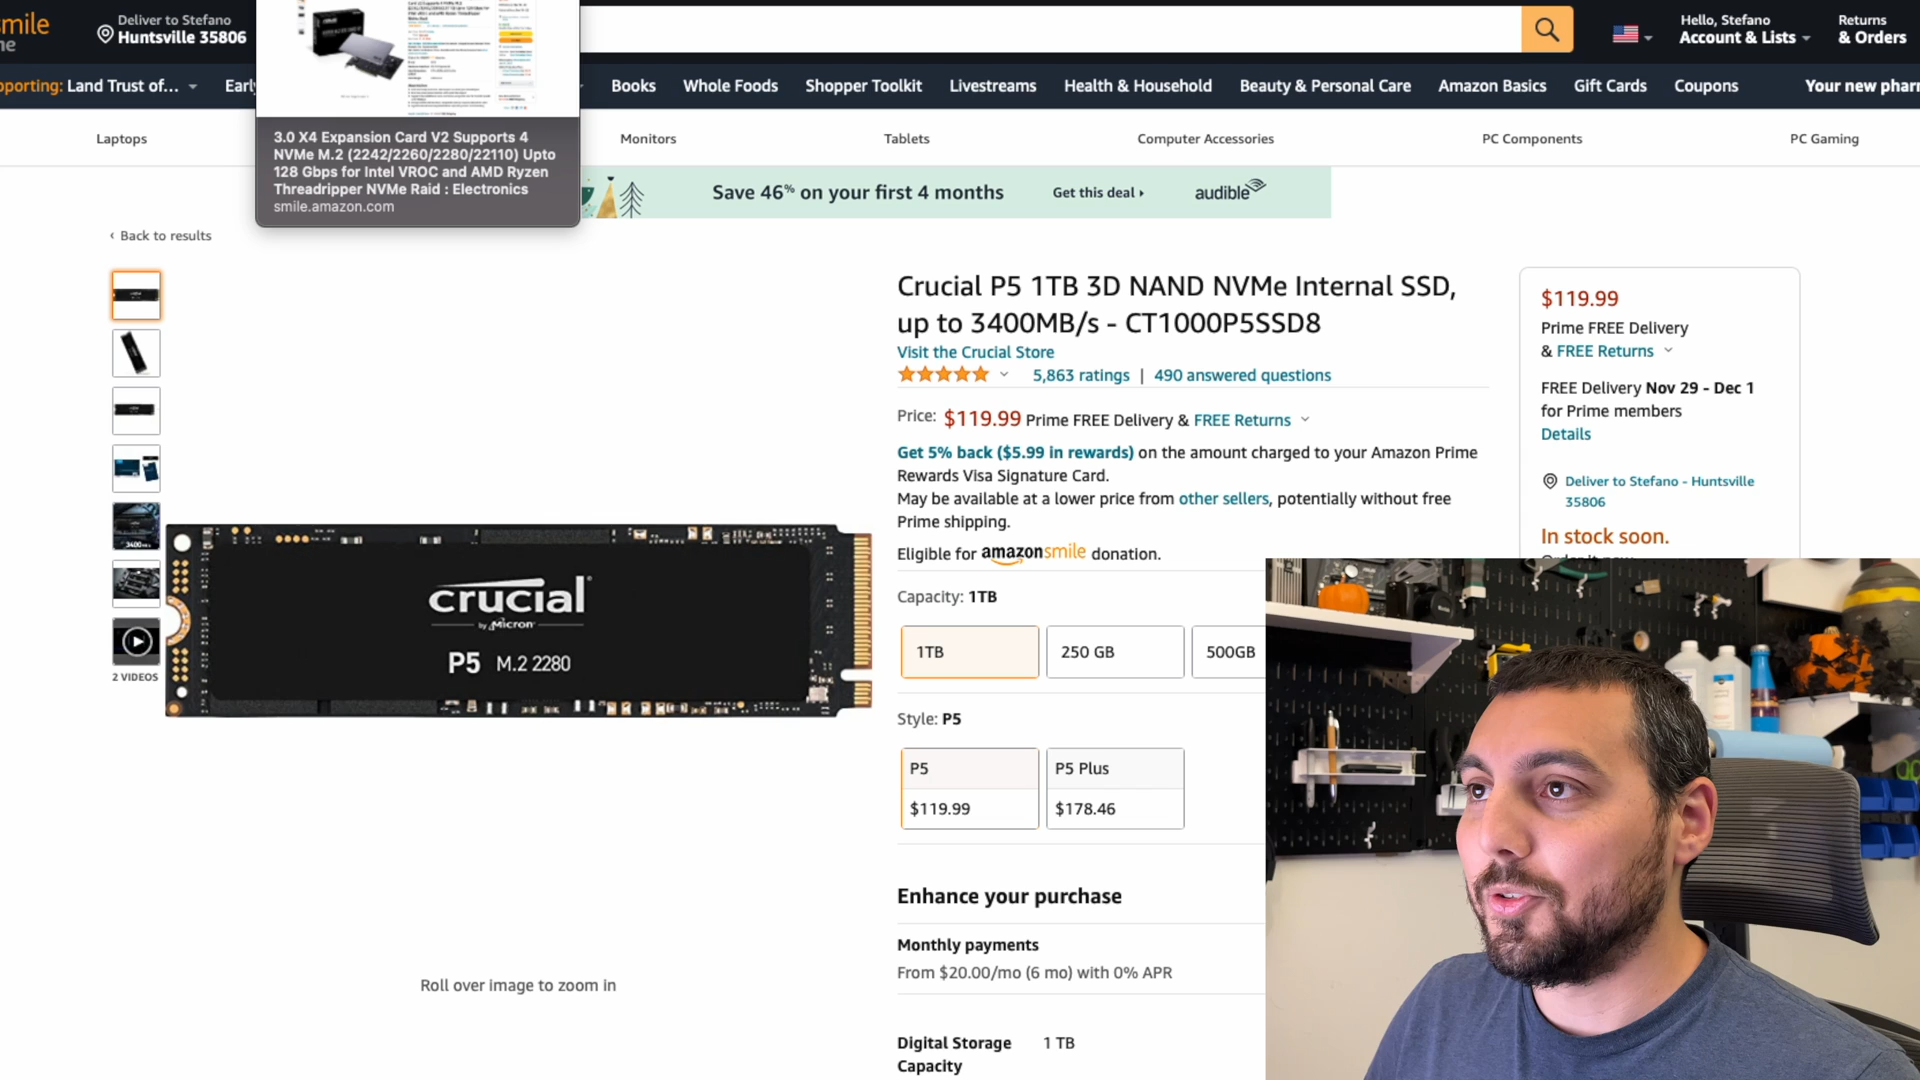 smile
Deliver to Stefano
Huntsville 35806
Hello, Stefano
Account & Lists
Returns
& Orders
Land Trust of...
Books
Whole Foods
Shopper Toolkit
Livestreams
Health & Household
Beauty & Personal Care
Amazon Basics
Gift Cards
Coupons
Your new
Laptops
Monitors
Tablets
Computer Accessories
PC Components
PC Gaming
3.0 X4 Expansion Card V2 Supports 4
NVMe M.2 (2242/2260/2280/22110) Upto
128 Gbps for Intel VROC and AMD Ryzen
Threadripper NVMe Raid : Electronics
smile.amazon.com
Save 46% on your first 4 months
Get this deal ›
audible
‹ Back to results
Crucial P5 1TB 3D NAND NVMe Internal SSD,
up to 3400MB/s - CT1000P5SSD8
Visit the Crucial Store
5,863 ratings | 490 answered questions
Price: $119.99 Prime FREE Delivery & FREE Returns
Get 5% back ($5.99 in rewards) on the amount charged to your Amazon Prime
Rewards Visa Signature Card.
May be available at a lower price from other sellers, potentially without free
Prime shipping.
Eligible for amazonsmile donation.
Capacity: 1TB
1TB
250 GB
500GB
Style: P5
P5
$119.99
P5 Plus
$178.46
Enhance your purchase
Monthly payments
From $20.00/mo (6 mo) with 0% APR
Digital Storage
Capacity
1 TB
$119.99
Prime FREE Delivery
& FREE Returns
FREE Delivery Nov 29 - Dec 1
for Prime members
Details
Deliver to Stefano - Huntsville
35806
In stock soon.
2 VIDEOS
crucial
by Micron
P5 M.2 2280
Roll over image to zoom in